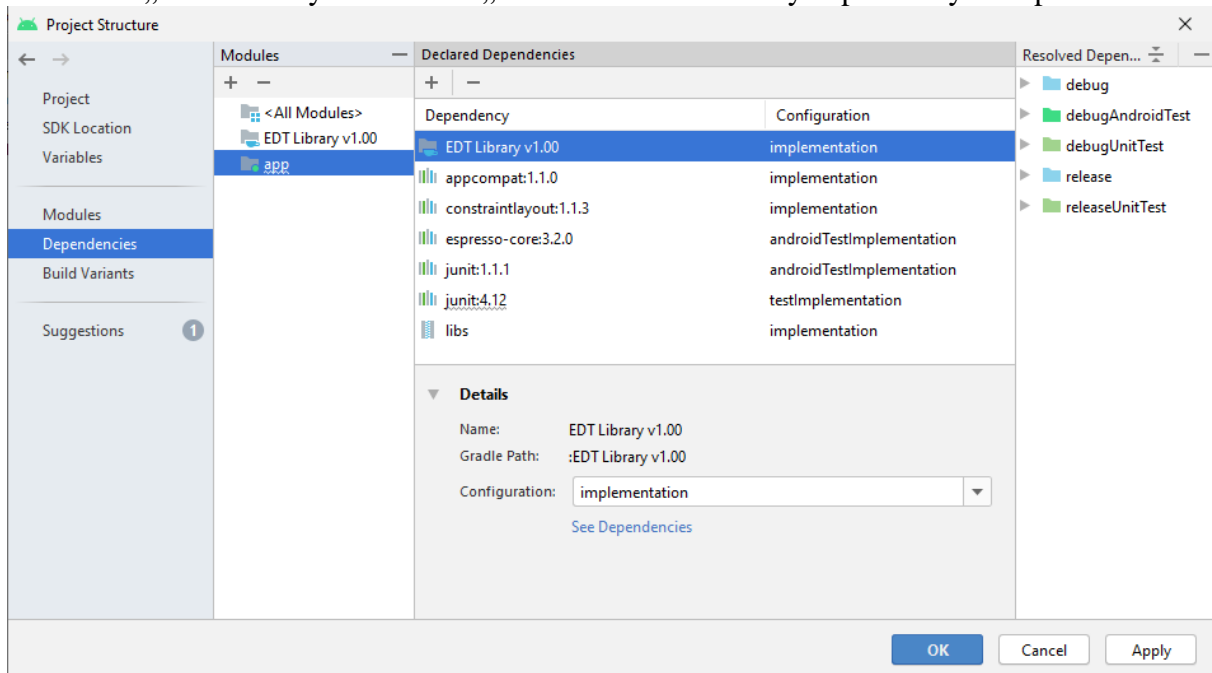 Project Structure
Modules
Declared Dependencies
Resolved Depen...
Project
SDK Location
Variables
Modules
Dependencies
Build Variants
Suggestions
1
<All Modules>
EDT Library v1.00
app
Dependency Configuration
EDT Library v1.00 implementation
appcompat:1.1.0 implementation
constraintlayout:1.1.3 implementation
espresso-core:3.2.0 androidTestImplementation
junit:1.1.1 androidTestImplementation
junit:4.12 testImplementation
libs implementation
Details
Name: EDT Library v1.00
Gradle Path: :EDT Library v1.00
Configuration: implementation
See Dependencies
debug
debugAndroidTest
debugUnitTest
release
releaseUnitTest
OK
Cancel
Apply